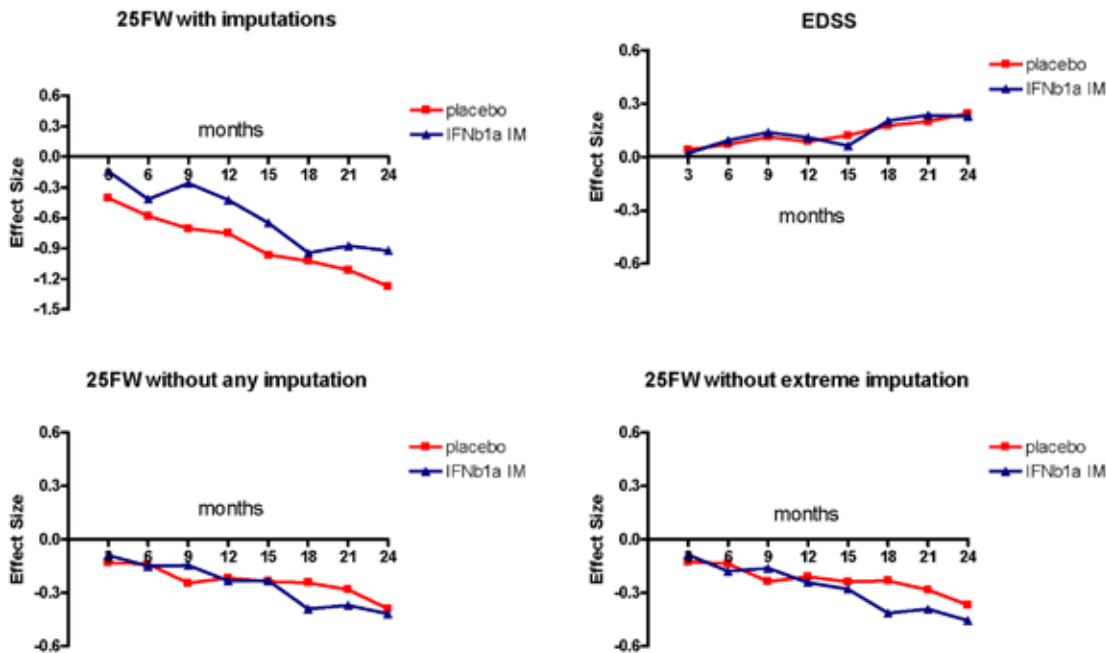 25FW with imputations
0.6
0.3
0.0
-0.3
-0.6
-0.9
-1.2
-1.5
Effect Size
months
6 9 12 15 18 21 24
placebo
IFNb1a IM
EDSS
0.6
0.3
0.0
-0.3
-0.6
Effect Size
3 6 9 12 15 18 21 24
months
placebo
IFNb1a IM
25FW without any imputation
0.6
0.3
0.0
-0.3
-0.6
Effect Size
months
3 6 9 12 15 18 21 24
placebo
IFNb1a IM
25FW without extreme imputation
0.6
0.3
0.0
-0.3
-0.6
Effect Size
months
3 6 9 12 15 18 21 24
placebo
IFNb1a IM